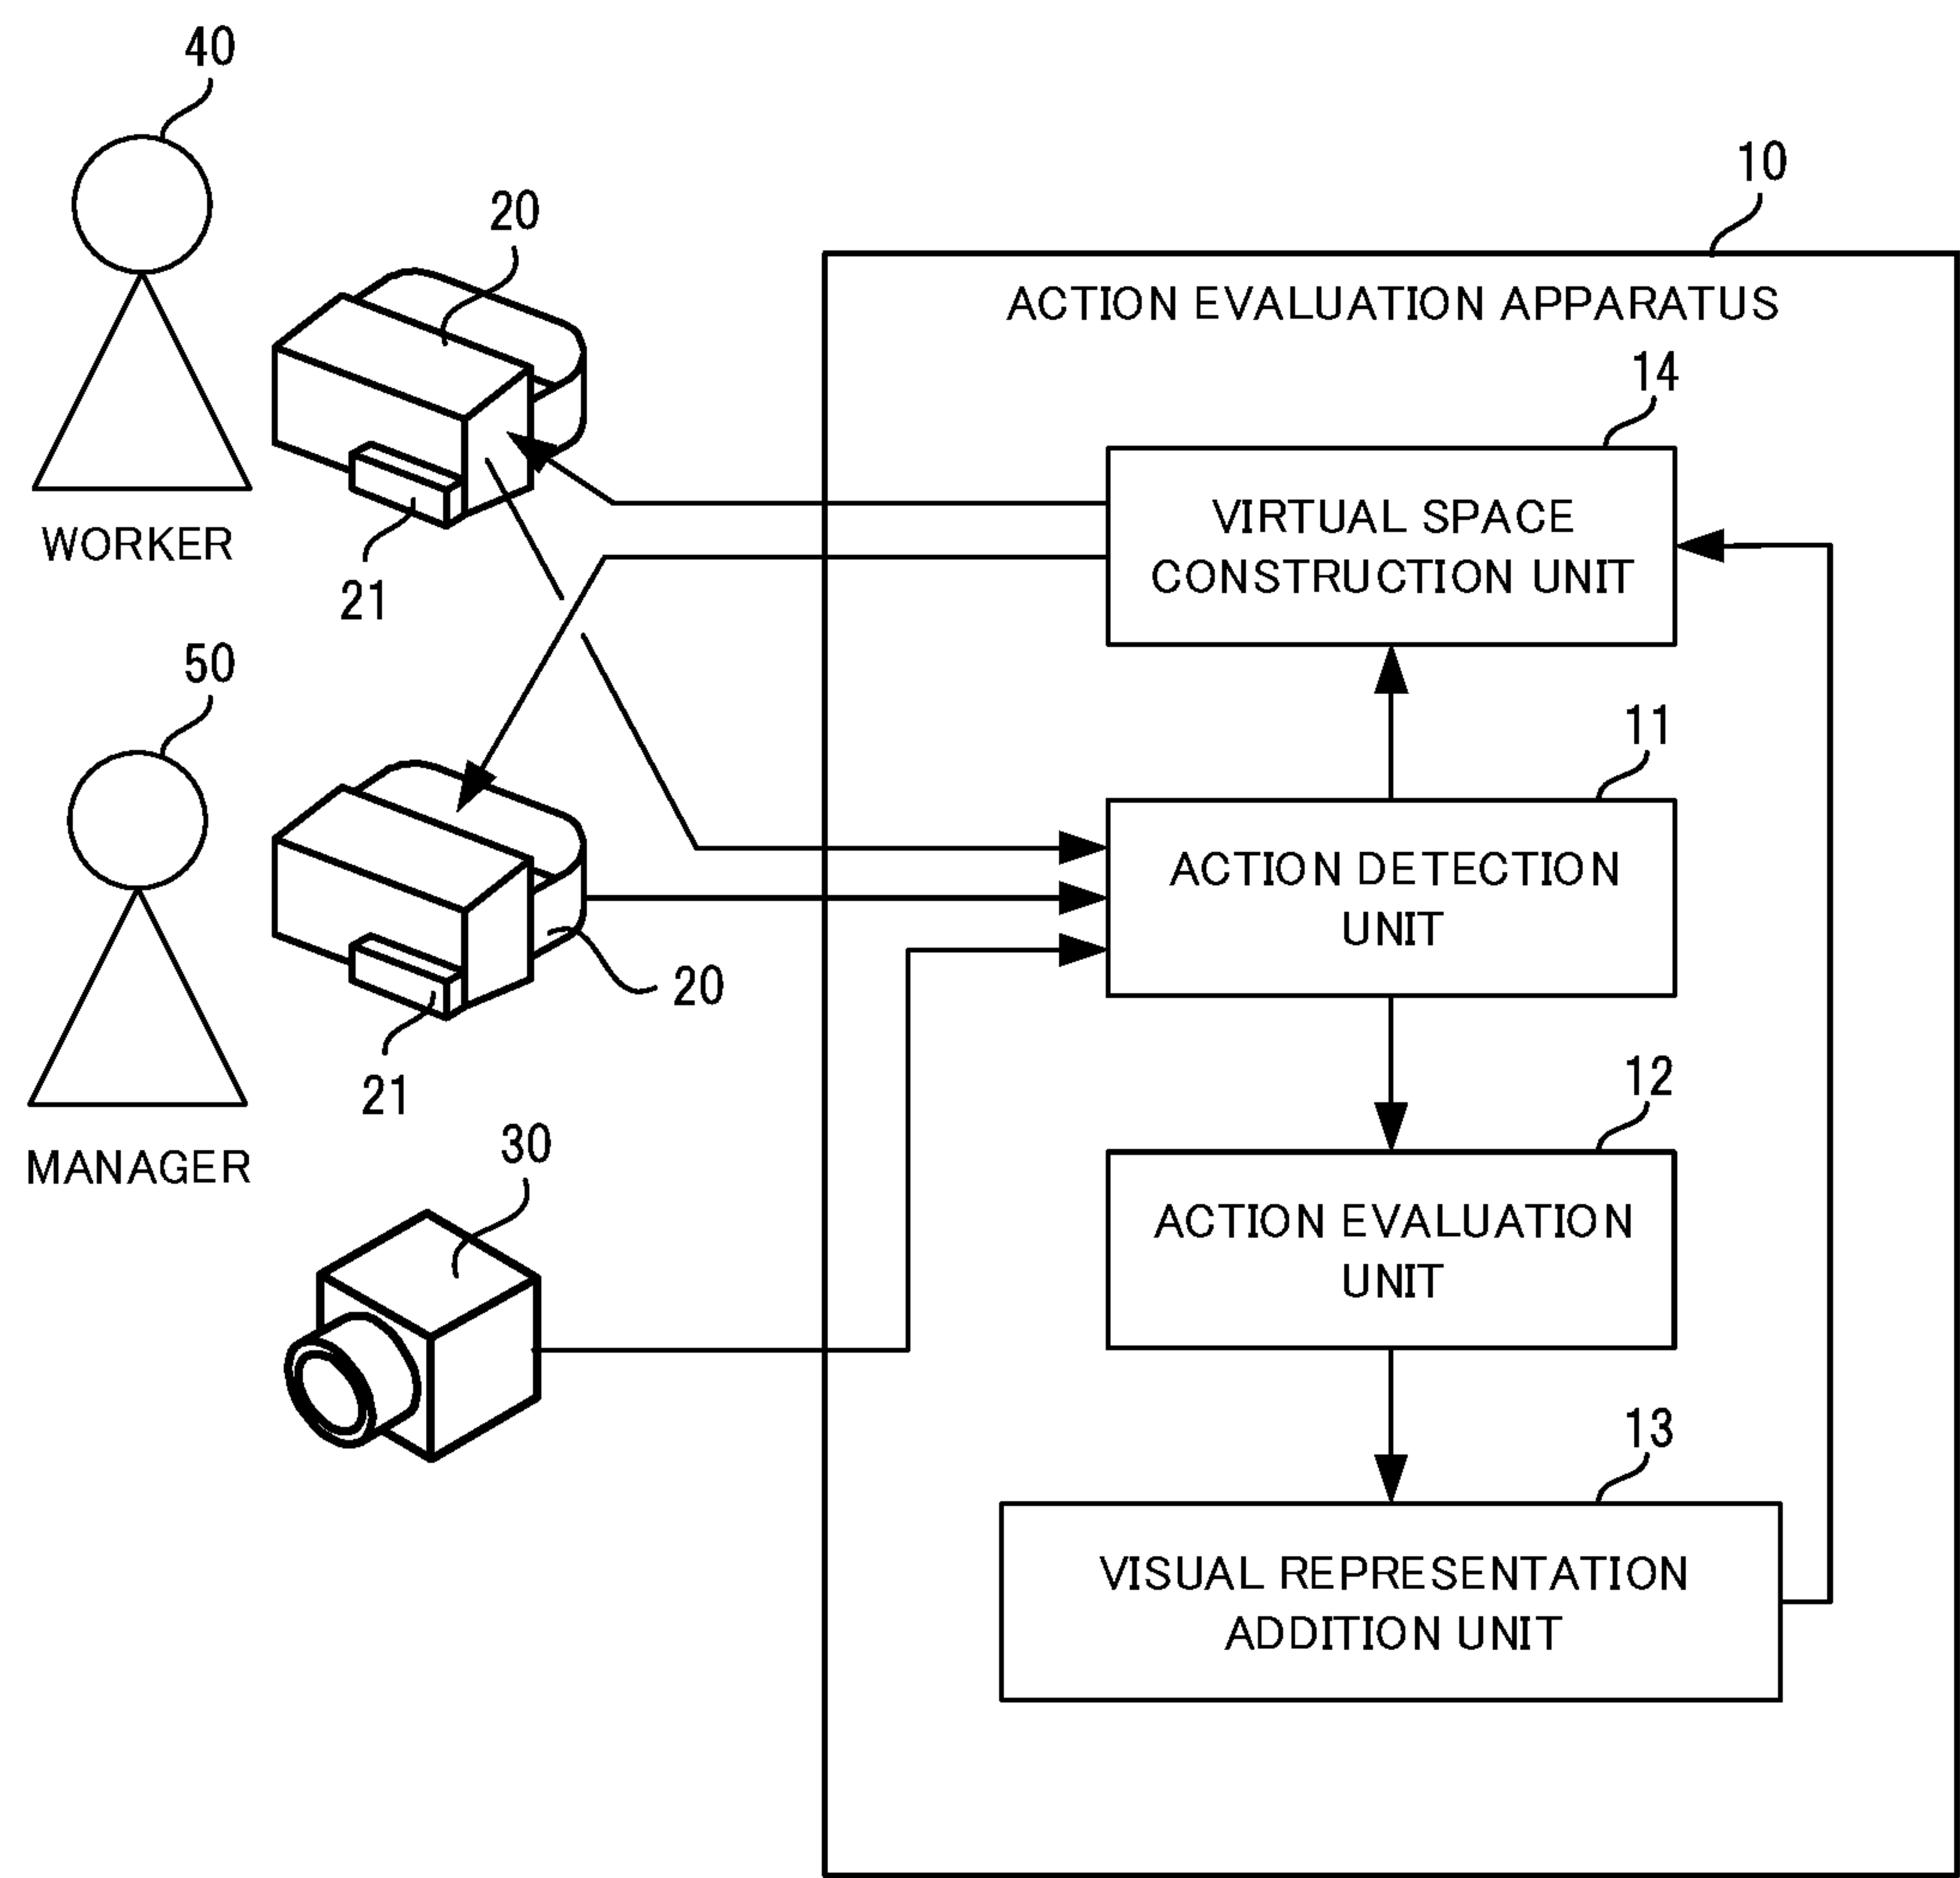 40
20
10
ACTION EVALUATION APPARATUS
14
VIRTUAL SPACE
CONSTRUCTION UNIT
WORKER
21
50
11
ACTION DETECTION
UNIT
20
21
12
MANAGER
30
ACTION EVALUATION
UNIT
13
VISUAL REPRESENTATION
ADDITION UNIT